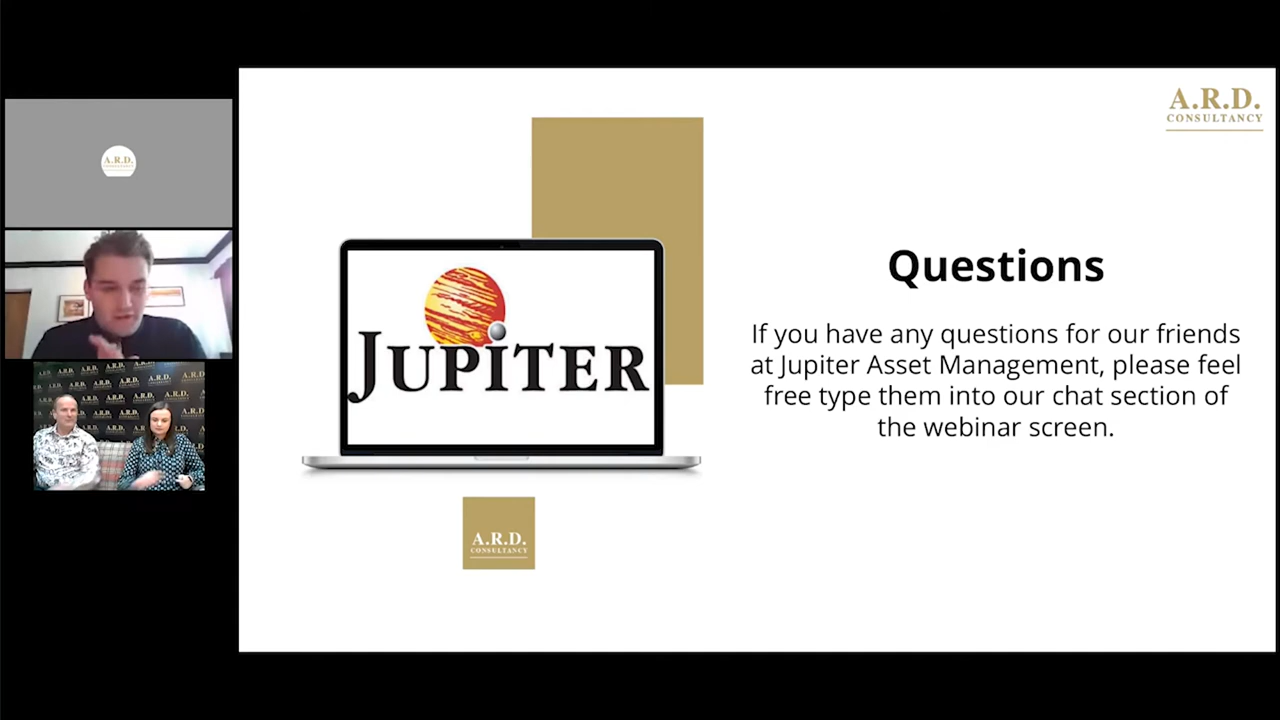 A.R.D.
CONSULTANCY
A.R.D.
JUPITER
Questions
If you have any questions for our friends
at Jupiter Asset Management, please feel
free type them into our chat section of
the webinar screen.
A.R.D.
CONSULTANCY